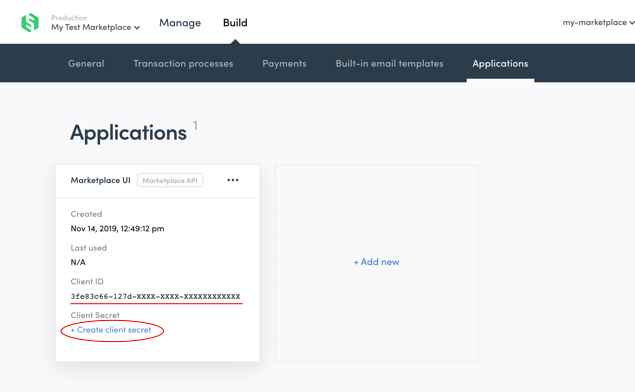 Production
My Test Marketplace
Manage
Build
my-marketplace
General
Transaction processes
Payments
Built-in email templates
Applications
Applications 1
Marketplace UI
Marketplace API
Created
Nov 14, 2019, 12:49:12 pm
Last used
N/A
Client ID
3fe83c66-127d-XXXX-XXXX-XXXXXXXXXXXX
Client Secret
+ Create client secret
+ Add new